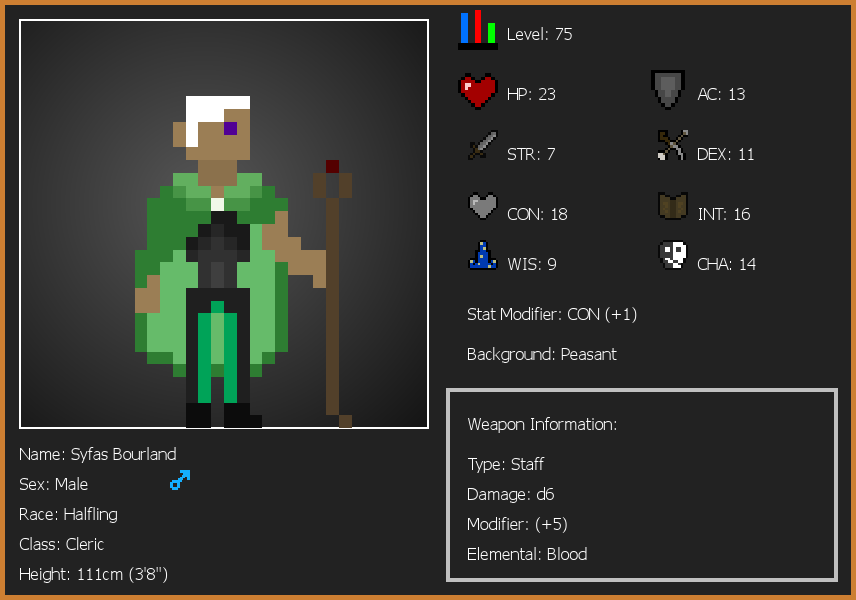 Level: 75
HP: 23
AC: 13
STR: 7
DEX: 11
CON: 18
INT: 16
WIS: 9
CHA: 14
Stat Modifier: CON (+1)
Background: Peasant
Weapon Information:
Type: Staff
Damage: d6
Modifier: (+5)
Elemental: Blood
Name: Syfas Bourland
Sex: Male
Race: Halfling
Class: Cleric
Height: 111cm (3'8")